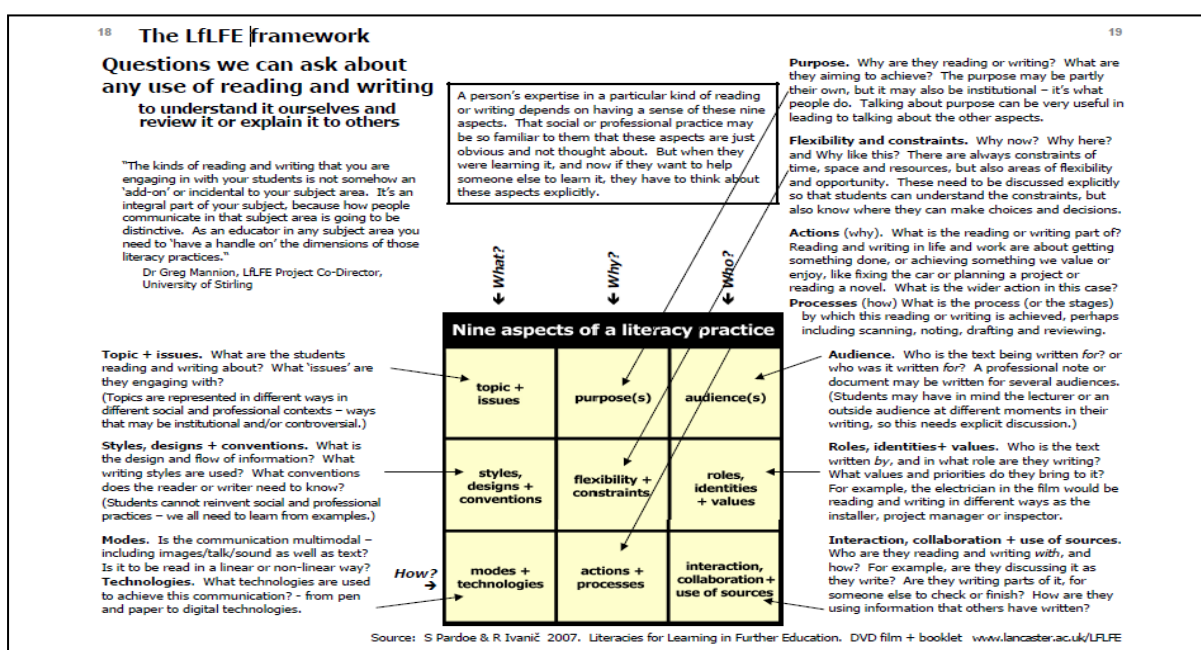 18
The LfLFE framework
19
Questions we can ask about
any use of reading and writing
to understand it ourselves and
review it or explain it to others
"The kinds of reading and writing that you are
engaging in with your students is not somehow an
'add-on' or incidental to your subject area. It's an
integral part of your subject, because how people
communicate in that subject area is going to be
distinctive. As an educator in any subject area you
need to 'have a handle on' the dimensions of those
literacy practices."
Dr Greg Mannion, LfLFE Project Co-Director,
University of Stirling
A person's expertise in a particular kind of reading
or writing depends on having a sense of these nine
aspects. That social or professional practice may
be so familiar to them that these aspects are just
obvious and not thought about. But when they
were learning it, and now if they want to help
someone else to learn it, they have to think about
these aspects explicitly.
Purpose. Why are they reading or writing? What are
they aiming to achieve? The purpose may be partly
their own, but it may also be institutional – it's what
people do. Talking about purpose can be very useful in
leading to talking about the other aspects.
Flexibility and constraints. Why now? Why here?
and Why like this? There are always constraints of
time, space and resources, but also areas of flexibility
and opportunity. These need to be discussed explicitly
so that students can understand the constraints, but
also know where they can make choices and decisions.
Actions (why). What is the reading or writing part of?
Reading and writing in life and work are about getting
something done, or achieving something we value or
enjoy, like fixing the car or planning a project or
reading a novel. What is the wider action in this case?
Processes (how) What is the process (or the stages)
by which this reading or writing is achieved, perhaps
including scanning, noting, drafting and reviewing.
← What?
← Why?
← Who?
Nine aspects of a literacy practice
Topic + issues. What are the students
reading and writing about? What 'issues' are
they engaging with?
(Topics are represented in different ways in
different social and professional contexts – ways
that may be institutional and/or controversial.)
Styles, designs + conventions. What is
the design and flow of information? What
writing styles are used? What conventions
does the reader or writer need to know?
(Students cannot reinvent social and professional
practices – we all need to learn from examples.)
Modes. Is the communication multimodal –
including images/talk/sound as well as text?
Is it to be read in a linear or non-linear way?
Technologies. What technologies are used
to achieve this communication? - from pen
and paper to digital technologies.
How?
→
topic +
issues
purpose(s)
audience(s)
styles,
designs +
conventions
flexibility +
constraints
roles,
identities
+ values
modes +
technologies
actions +
processes
interaction,
collaboration +
use of sources
Audience. Who is the text being written for? or
who was it written for? A professional note or
document may be written for several audiences.
(Students may have in mind the lecturer or an
outside audience at different moments in their
writing, so this needs explicit discussion.)
Roles, identities+ values. Who is the text
written by, and in what role are they writing?
What values and priorities do they bring to it?
For example, the electrician in the film would be
reading and writing in different ways as the
installer, project manager or inspector.
Interaction, collaboration + use of sources.
Who are they reading and writing with, and
how? For example, are they discussing it as
they write? Are they writing parts of it, for
someone else to check or finish? How are they
using information that others have written?
Source: S Pardoe & R Ivanič 2007. Literacies for Learning in Further Education. DVD film + booklet www.lancaster.ac.uk/LFLFE